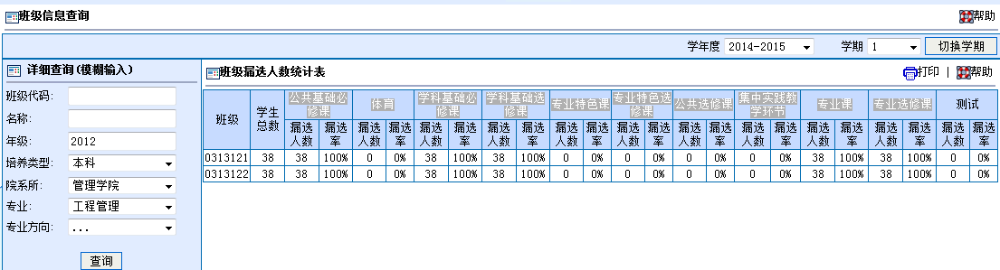 班级信息查询 帮助
学年度 2014-2015 学期 1 切换学期
详细查询(模糊输入)
班级代码:
名称:
年级: 2012
培养类型: 本科
院系所: 管理学院
专业: 工程管理
专业方向: ...
查询
班级漏选人数统计表 打印 | 帮助
班级 学生总数 公共基础必修课 体育 学科基础必修课 学科基础选修课 专业特色课 专业特色选修课 公共选修课 集中实践教学环节 专业课 专业选修课 测试
漏选人数 漏选率 漏选人数 漏选率 漏选人数 漏选率 漏选人数 漏选率 漏选人数 漏选率 漏选人数 漏选率 漏选人数 漏选率 漏选人数 漏选率 漏选人数 漏选率 漏选人数 漏选率 漏选人数 漏选率
0313121 38 38 100% 0 0% 38 100% 38 100% 0 0% 0 0% 0 0% 0 0% 38 100% 38 100% 0 0%
0313122 38 38 100% 0 0% 38 100% 38 100% 0 0% 0 0% 0 0% 0 0% 38 100% 38 100% 0 0%